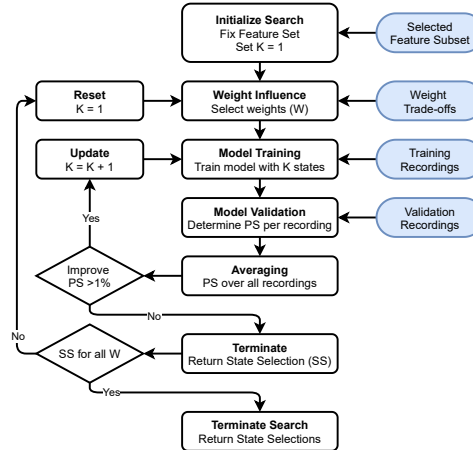 Initialize Search
Fix Feature Set
Set K = 1
Selected
Feature Subset
Reset
K = 1
Weight Influence
Select weights (W)
Weight
Trade-offs
Update
K = K + 1
Model Training
Train model with K states
Training
Recordings
Yes
Model Validation
Determine PS per recording
Validation
Recordings
Improve
PS >1%
Averaging
PS over all recordings
No
No
SS for all W
Terminate
Return State Selection (SS)
Yes
Terminate Search
Return State Selections